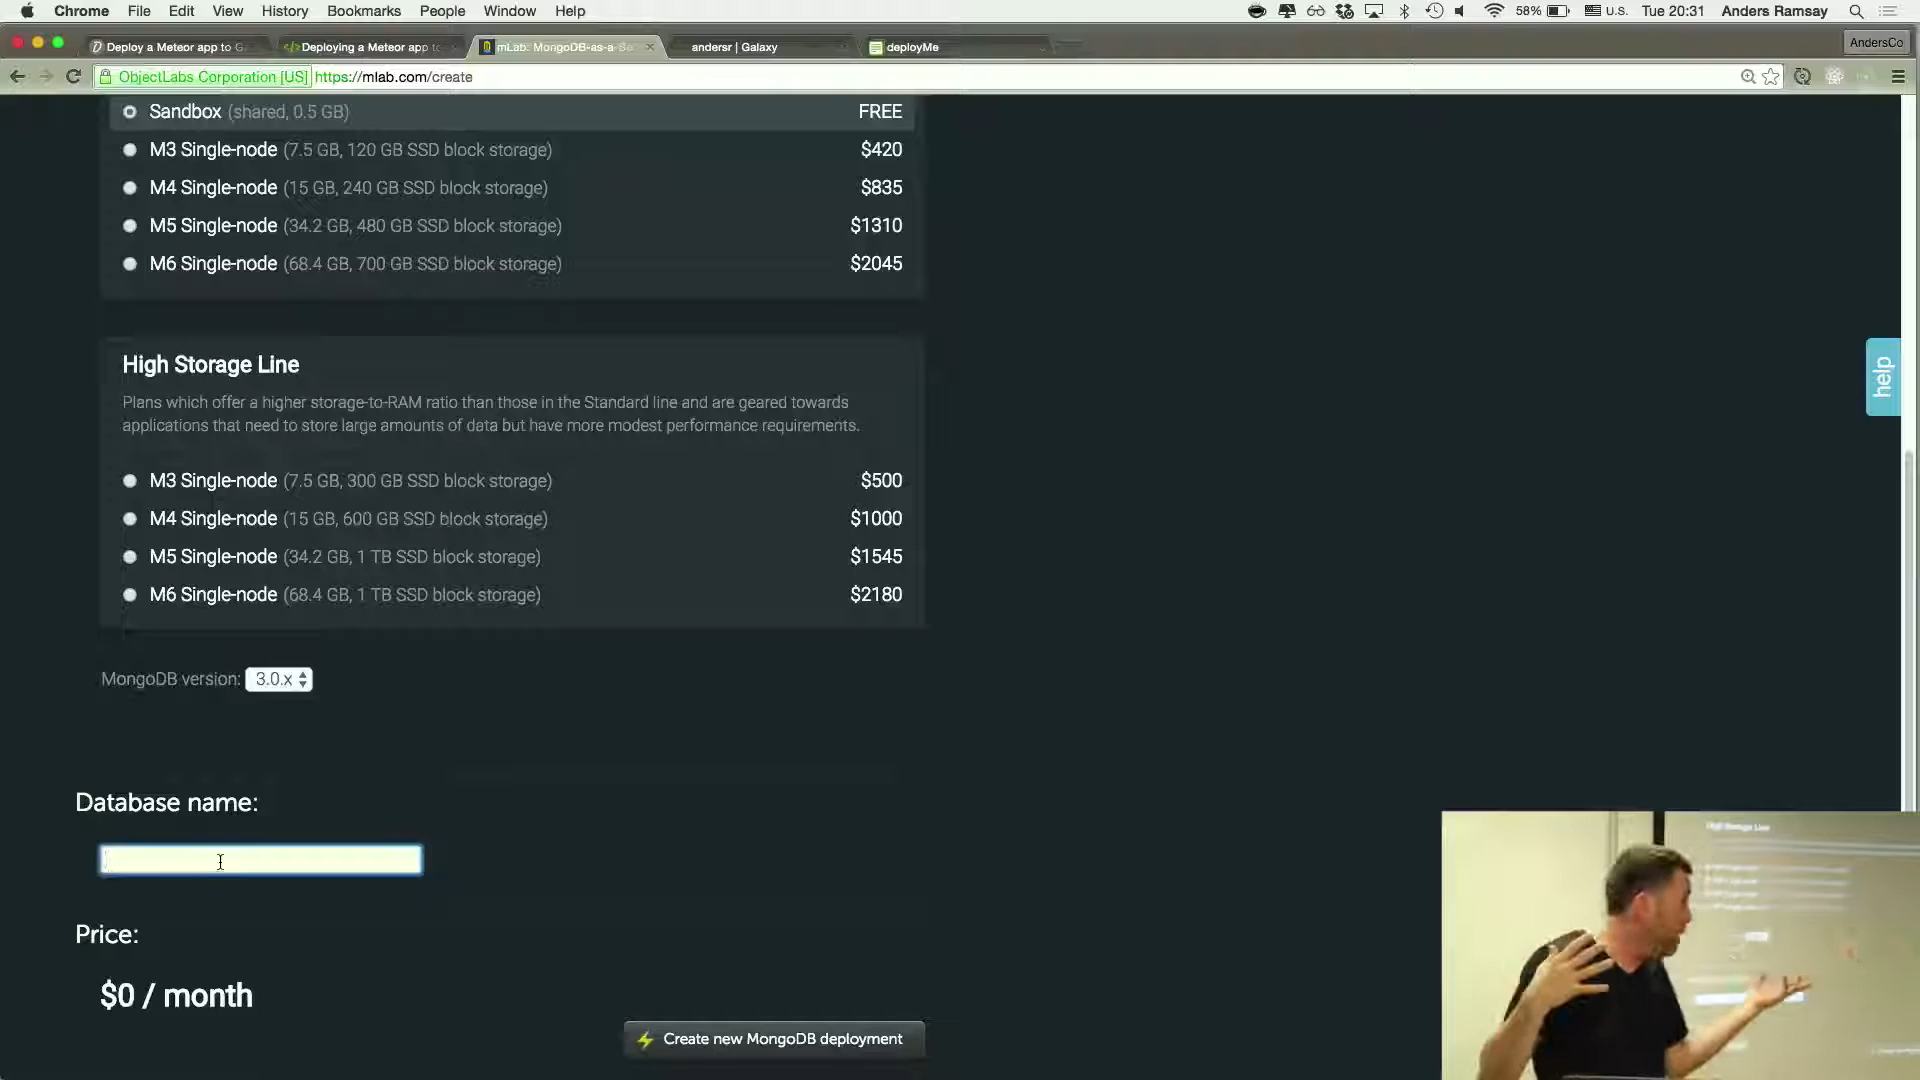 Chrome File Edit View History Bookmarks People Window Help 58% U.S. Tue 20:31 Anders Ramsay
Deploy a Meteor app to G Deploying a Meteor app to mLab: MongoDB-as-a-Se andersr | Galaxy deployMe AndersCo
ObjectLabs Corporation [US] https://mlab.com/create
Sandbox (shared, 0.5 GB) FREE
M3 Single-node (7.5 GB, 120 GB SSD block storage) $420
M4 Single-node (15 GB, 240 GB SSD block storage) $835
M5 Single-node (34.2 GB, 480 GB SSD block storage) $1310
M6 Single-node (68.4 GB, 700 GB SSD block storage) $2045
High Storage Line
Plans which offer a higher storage-to-RAM ratio than those in the Standard line and are geared towards
applications that need to store large amounts of data but have more modest performance requirements.
help
M3 Single-node (7.5 GB, 300 GB SSD block storage) $500
M4 Single-node (15 GB, 600 GB SSD block storage) $1000
M5 Single-node (34.2 GB, 1 TB SSD block storage) $1545
M6 Single-node (68.4 GB, 1 TB SSD block storage) $2180
MongoDB version: 3.0.x
Database name:
Price:
$0 / month
Create new MongoDB deployment
High Storage Line